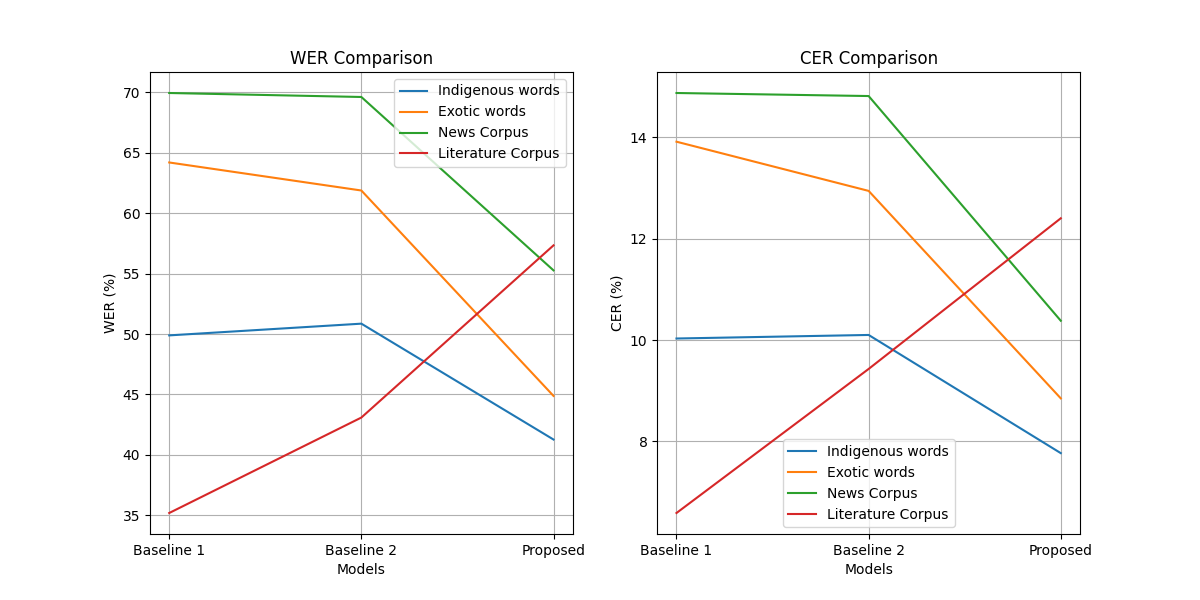 WER Comparison
70
65
60
55
50
45
40
35
WER (%)
Indigenous words
Exotic words
News Corpus
Literature Corpus
Baseline 1
Baseline 2
Proposed
Models
CER Comparison
14
12
10
8
CER (%)
Indigenous words
Exotic words
News Corpus
Literature Corpus
Baseline 1
Baseline 2
Proposed
Models